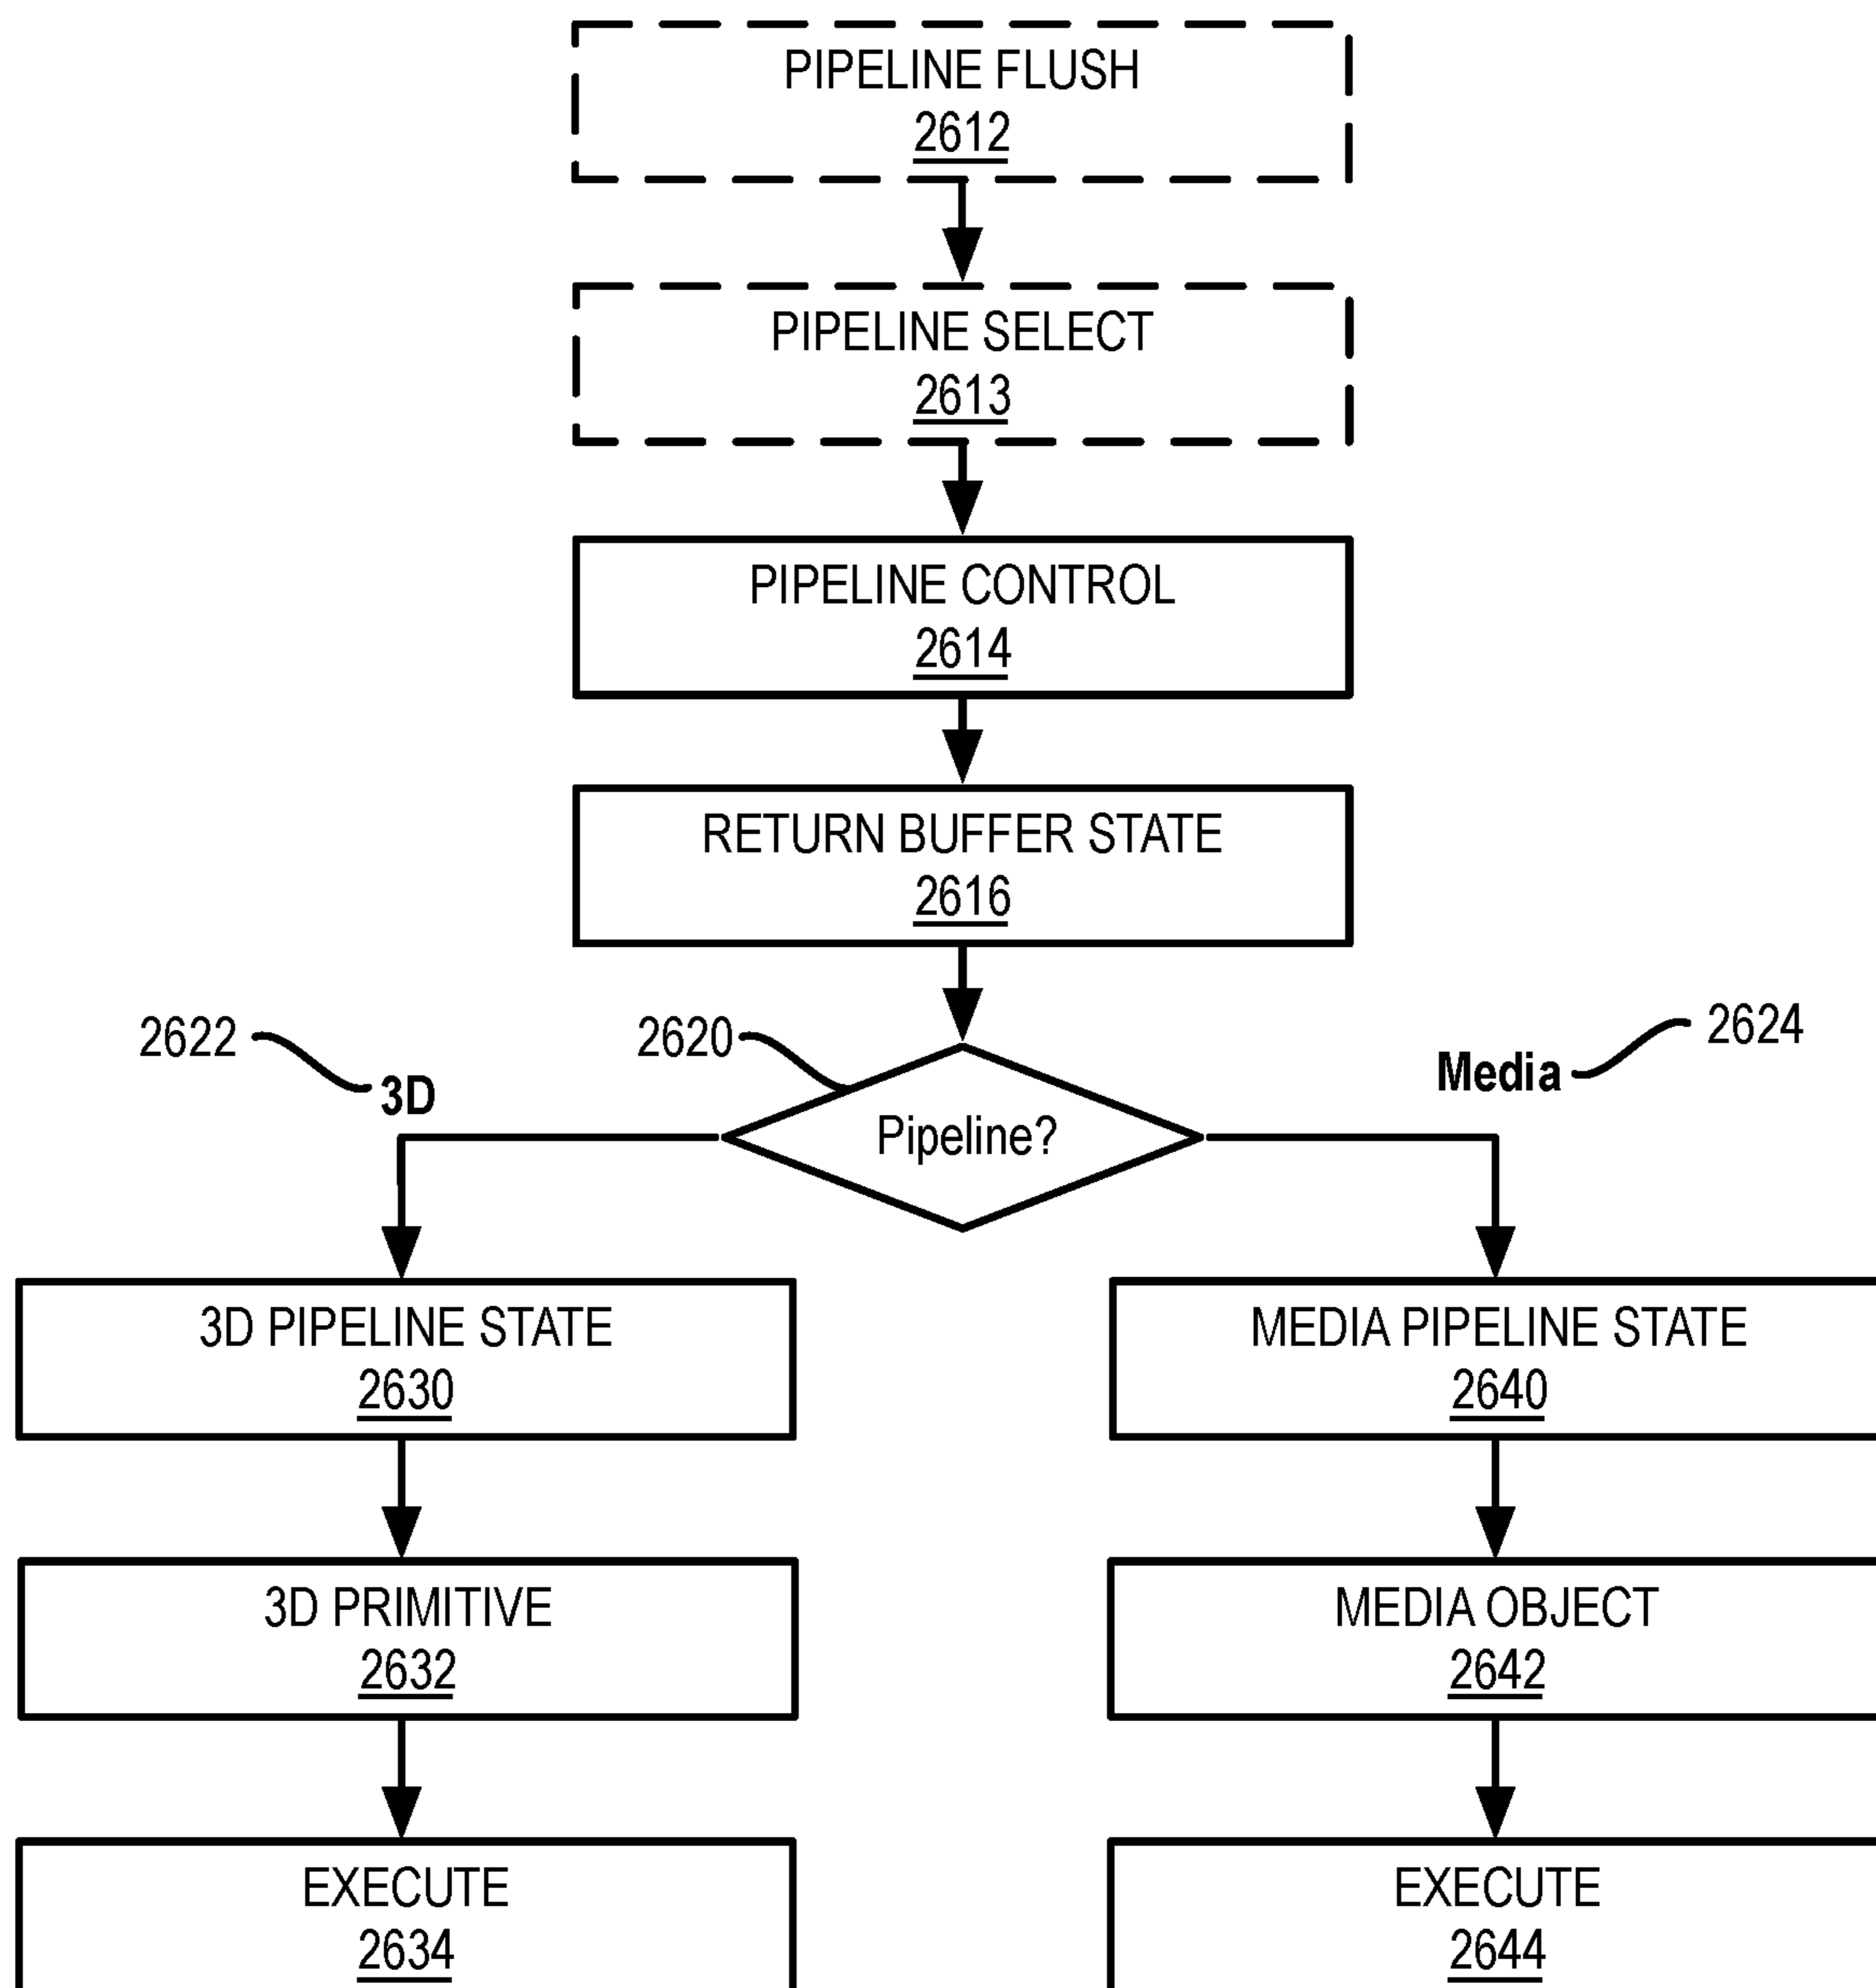 PIPELINE FLUSH
2612
PIPELINE SELECT
2613
PIPELINE CONTROL
2614
RETURN BUFFER STATE
2616
2622
2620
2624
3D
Media
Pipeline?
3D PIPELINE STATE
2630
MEDIA PIPELINE STATE
2640
3D PRIMITIVE
2632
MEDIA OBJECT
2642
EXECUTE
2634
EXECUTE
2644